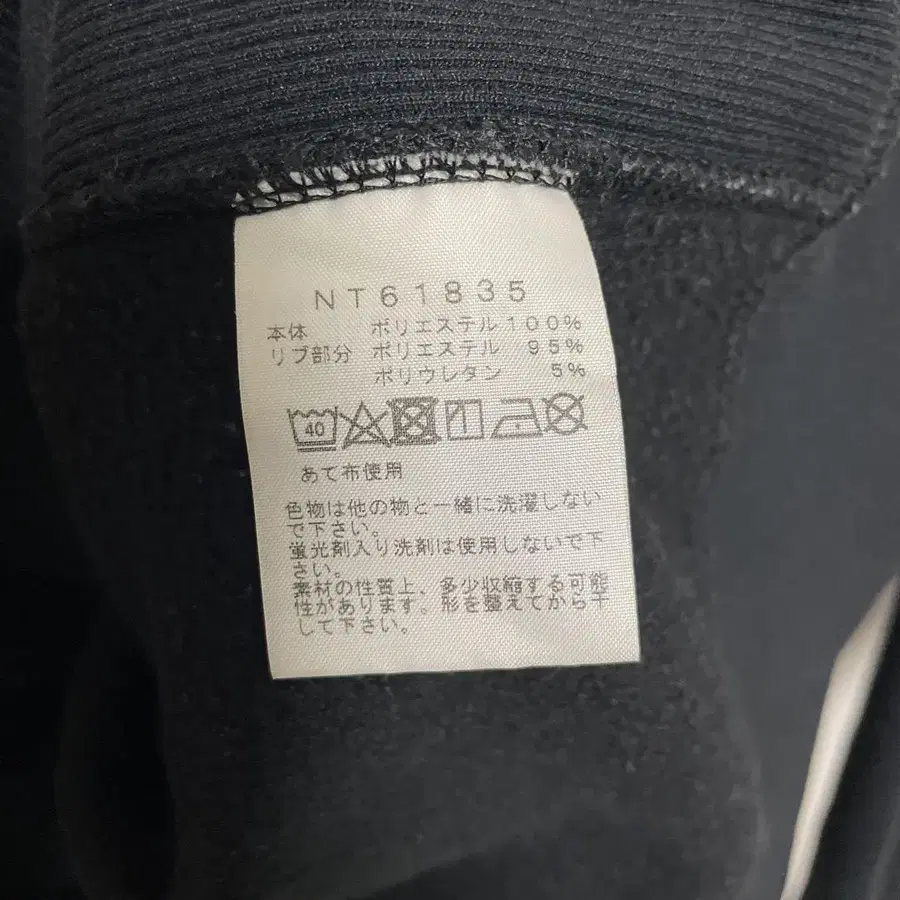 NT61835
本体 ポリエステル100%
リブ部分 ポリエステル 95%
ポリウレタン 5%
40
あて布使用
色物は他の物と一緒に洗濯しない
で下さい。
蛍光剤入り洗剤は使用しないで下
さい。
素材の性質上、多少収縮する可能
性があります。形を整えてから干
して下さい。